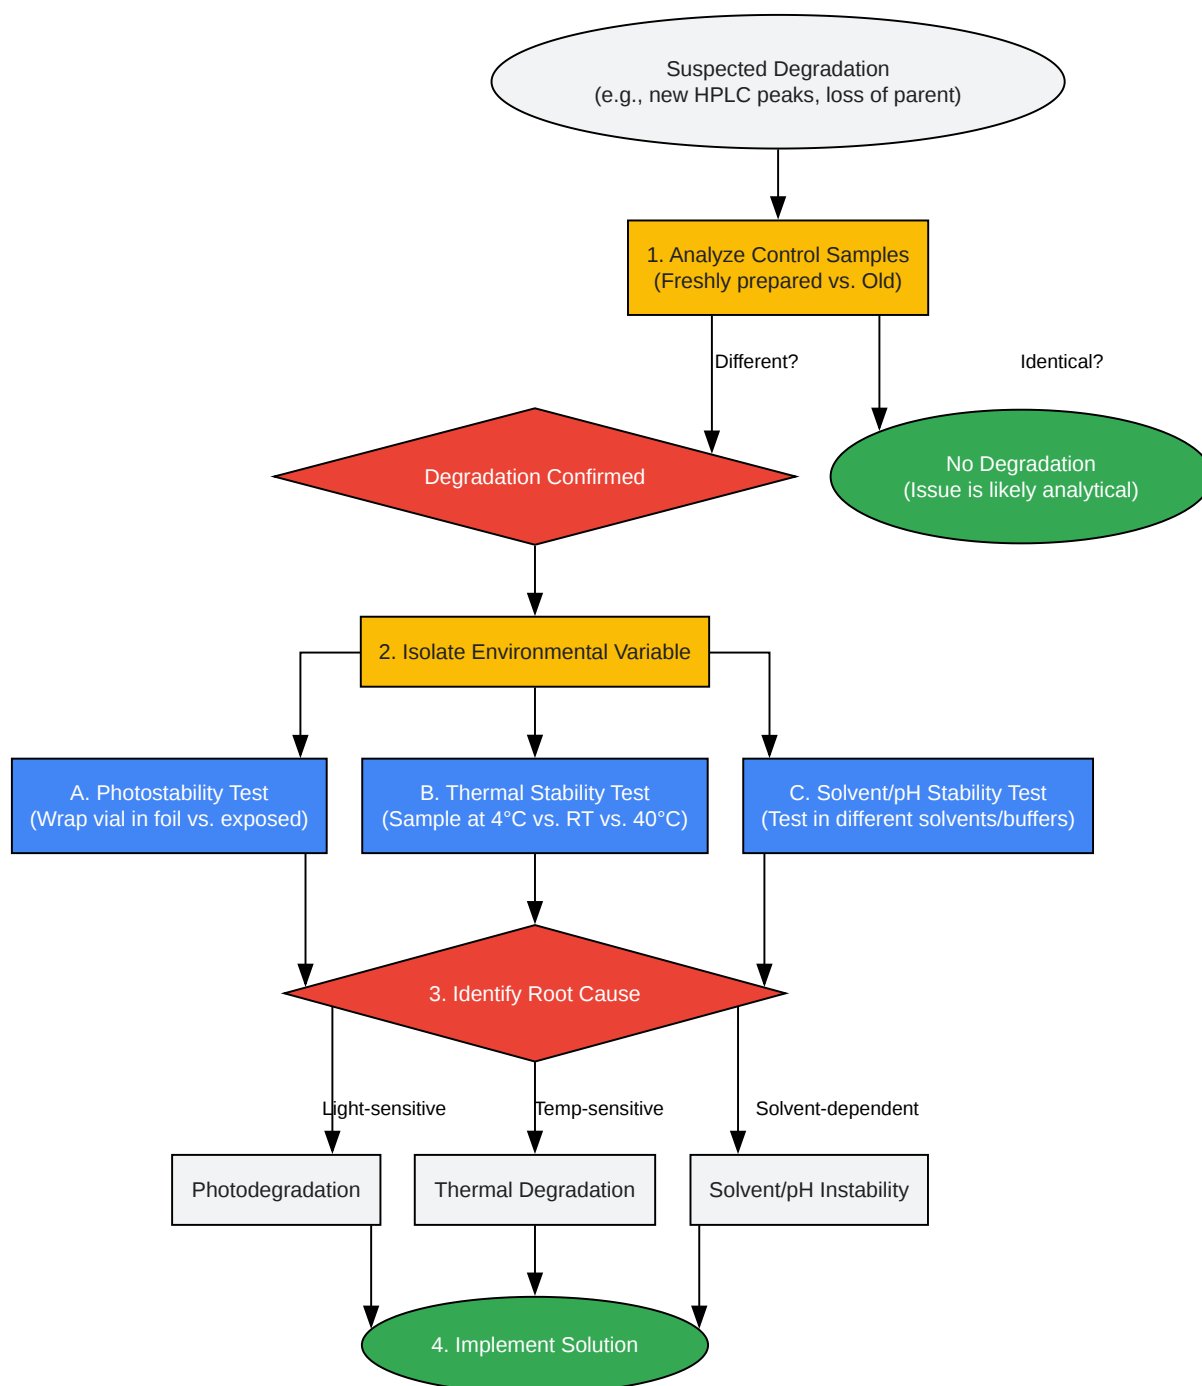 Suspected Degradation
(e.g., new HPLC peaks, loss of parent)
1. Analyze Control Samples
(Freshly prepared vs. Old)
Different?
Identical?
Degradation Confirmed
No Degradation
(Issue is likely analytical)
2. Isolate Environmental Variable
A. Photostability Test
(Wrap vial in foil vs. exposed)
B. Thermal Stability Test
(Sample at 4°C vs. RT vs. 40°C)
C. Solvent/pH Stability Test
(Test in different solvents/buffers)
3. Identify Root Cause
Light-sensitive
Temp-sensitive
Solvent-dependent
Photodegradation
Thermal Degradation
Solvent/pH Instability
4. Implement Solution